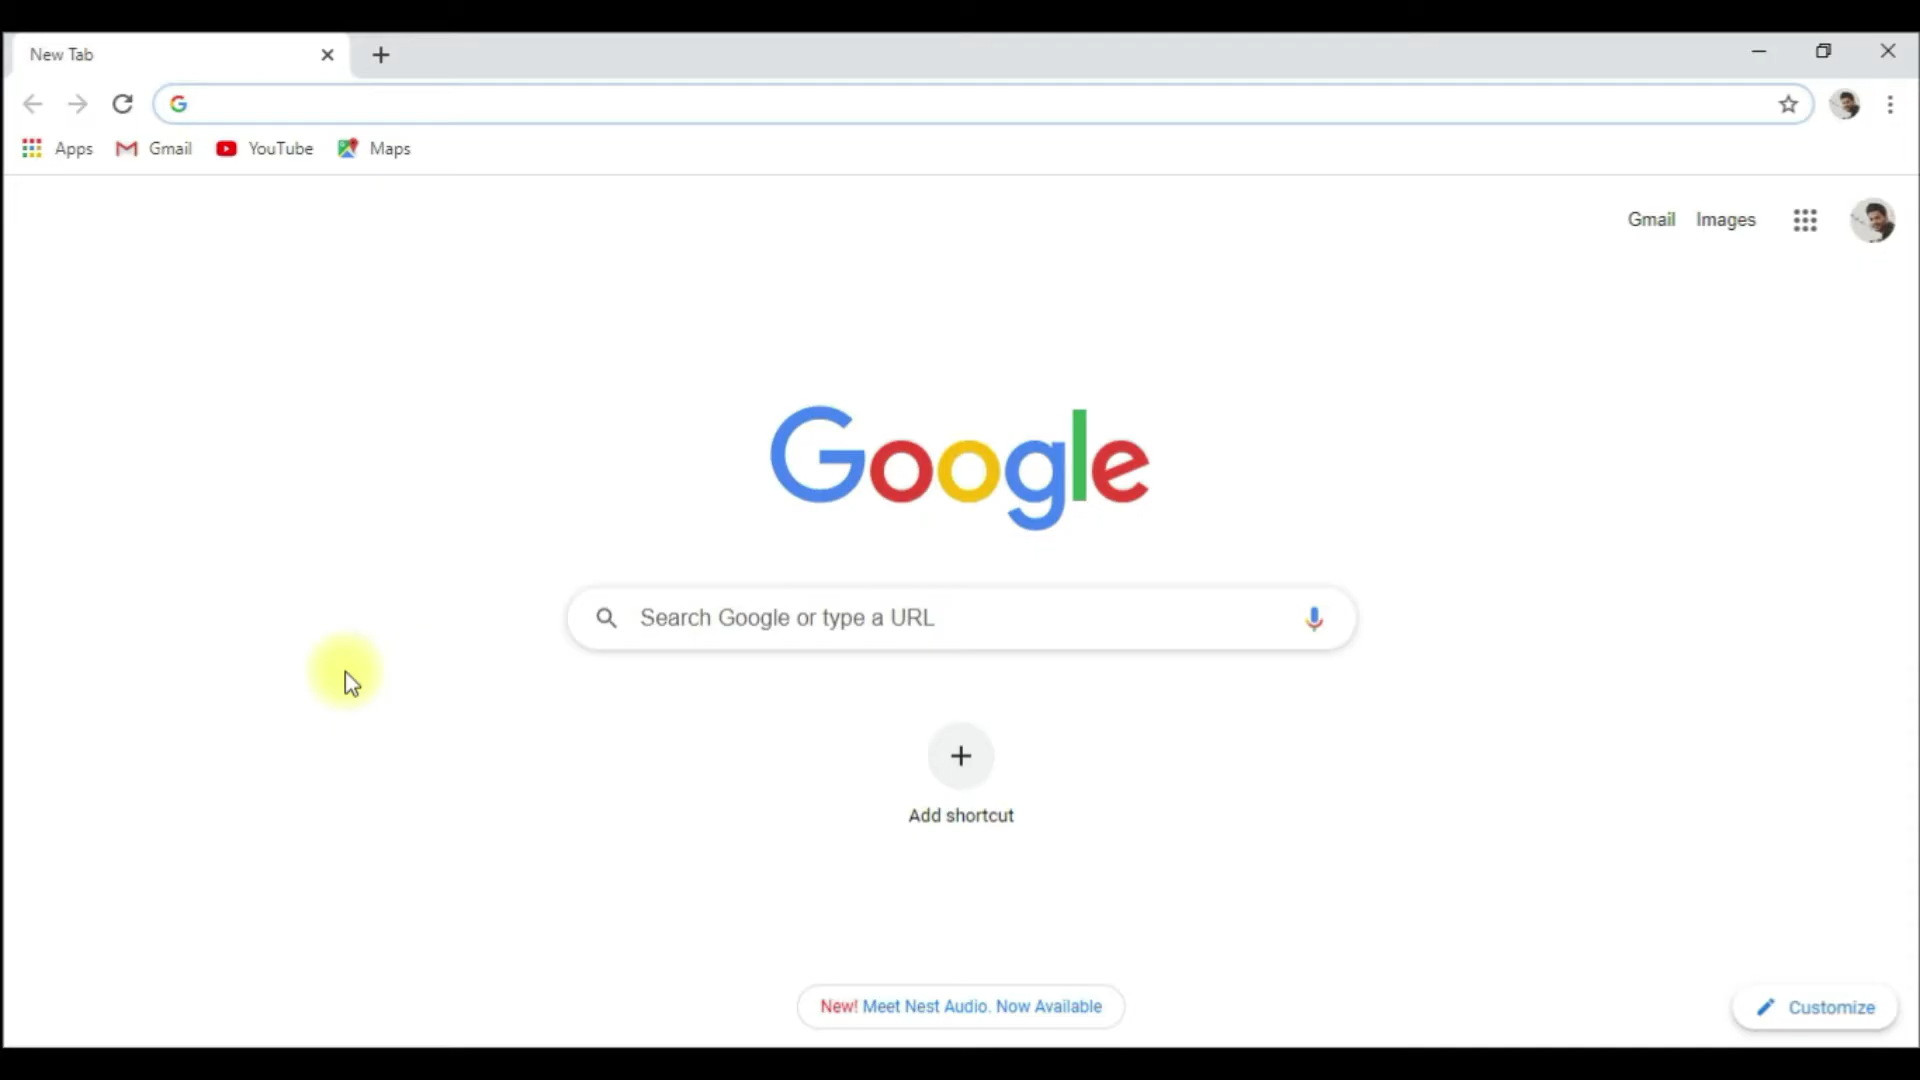 New Tab
Apps Gmail YouTube Maps
Gmail Images
Google
Search Google or type a URL
Add shortcut
New! Meet Nest Audio. Now Available
Customize